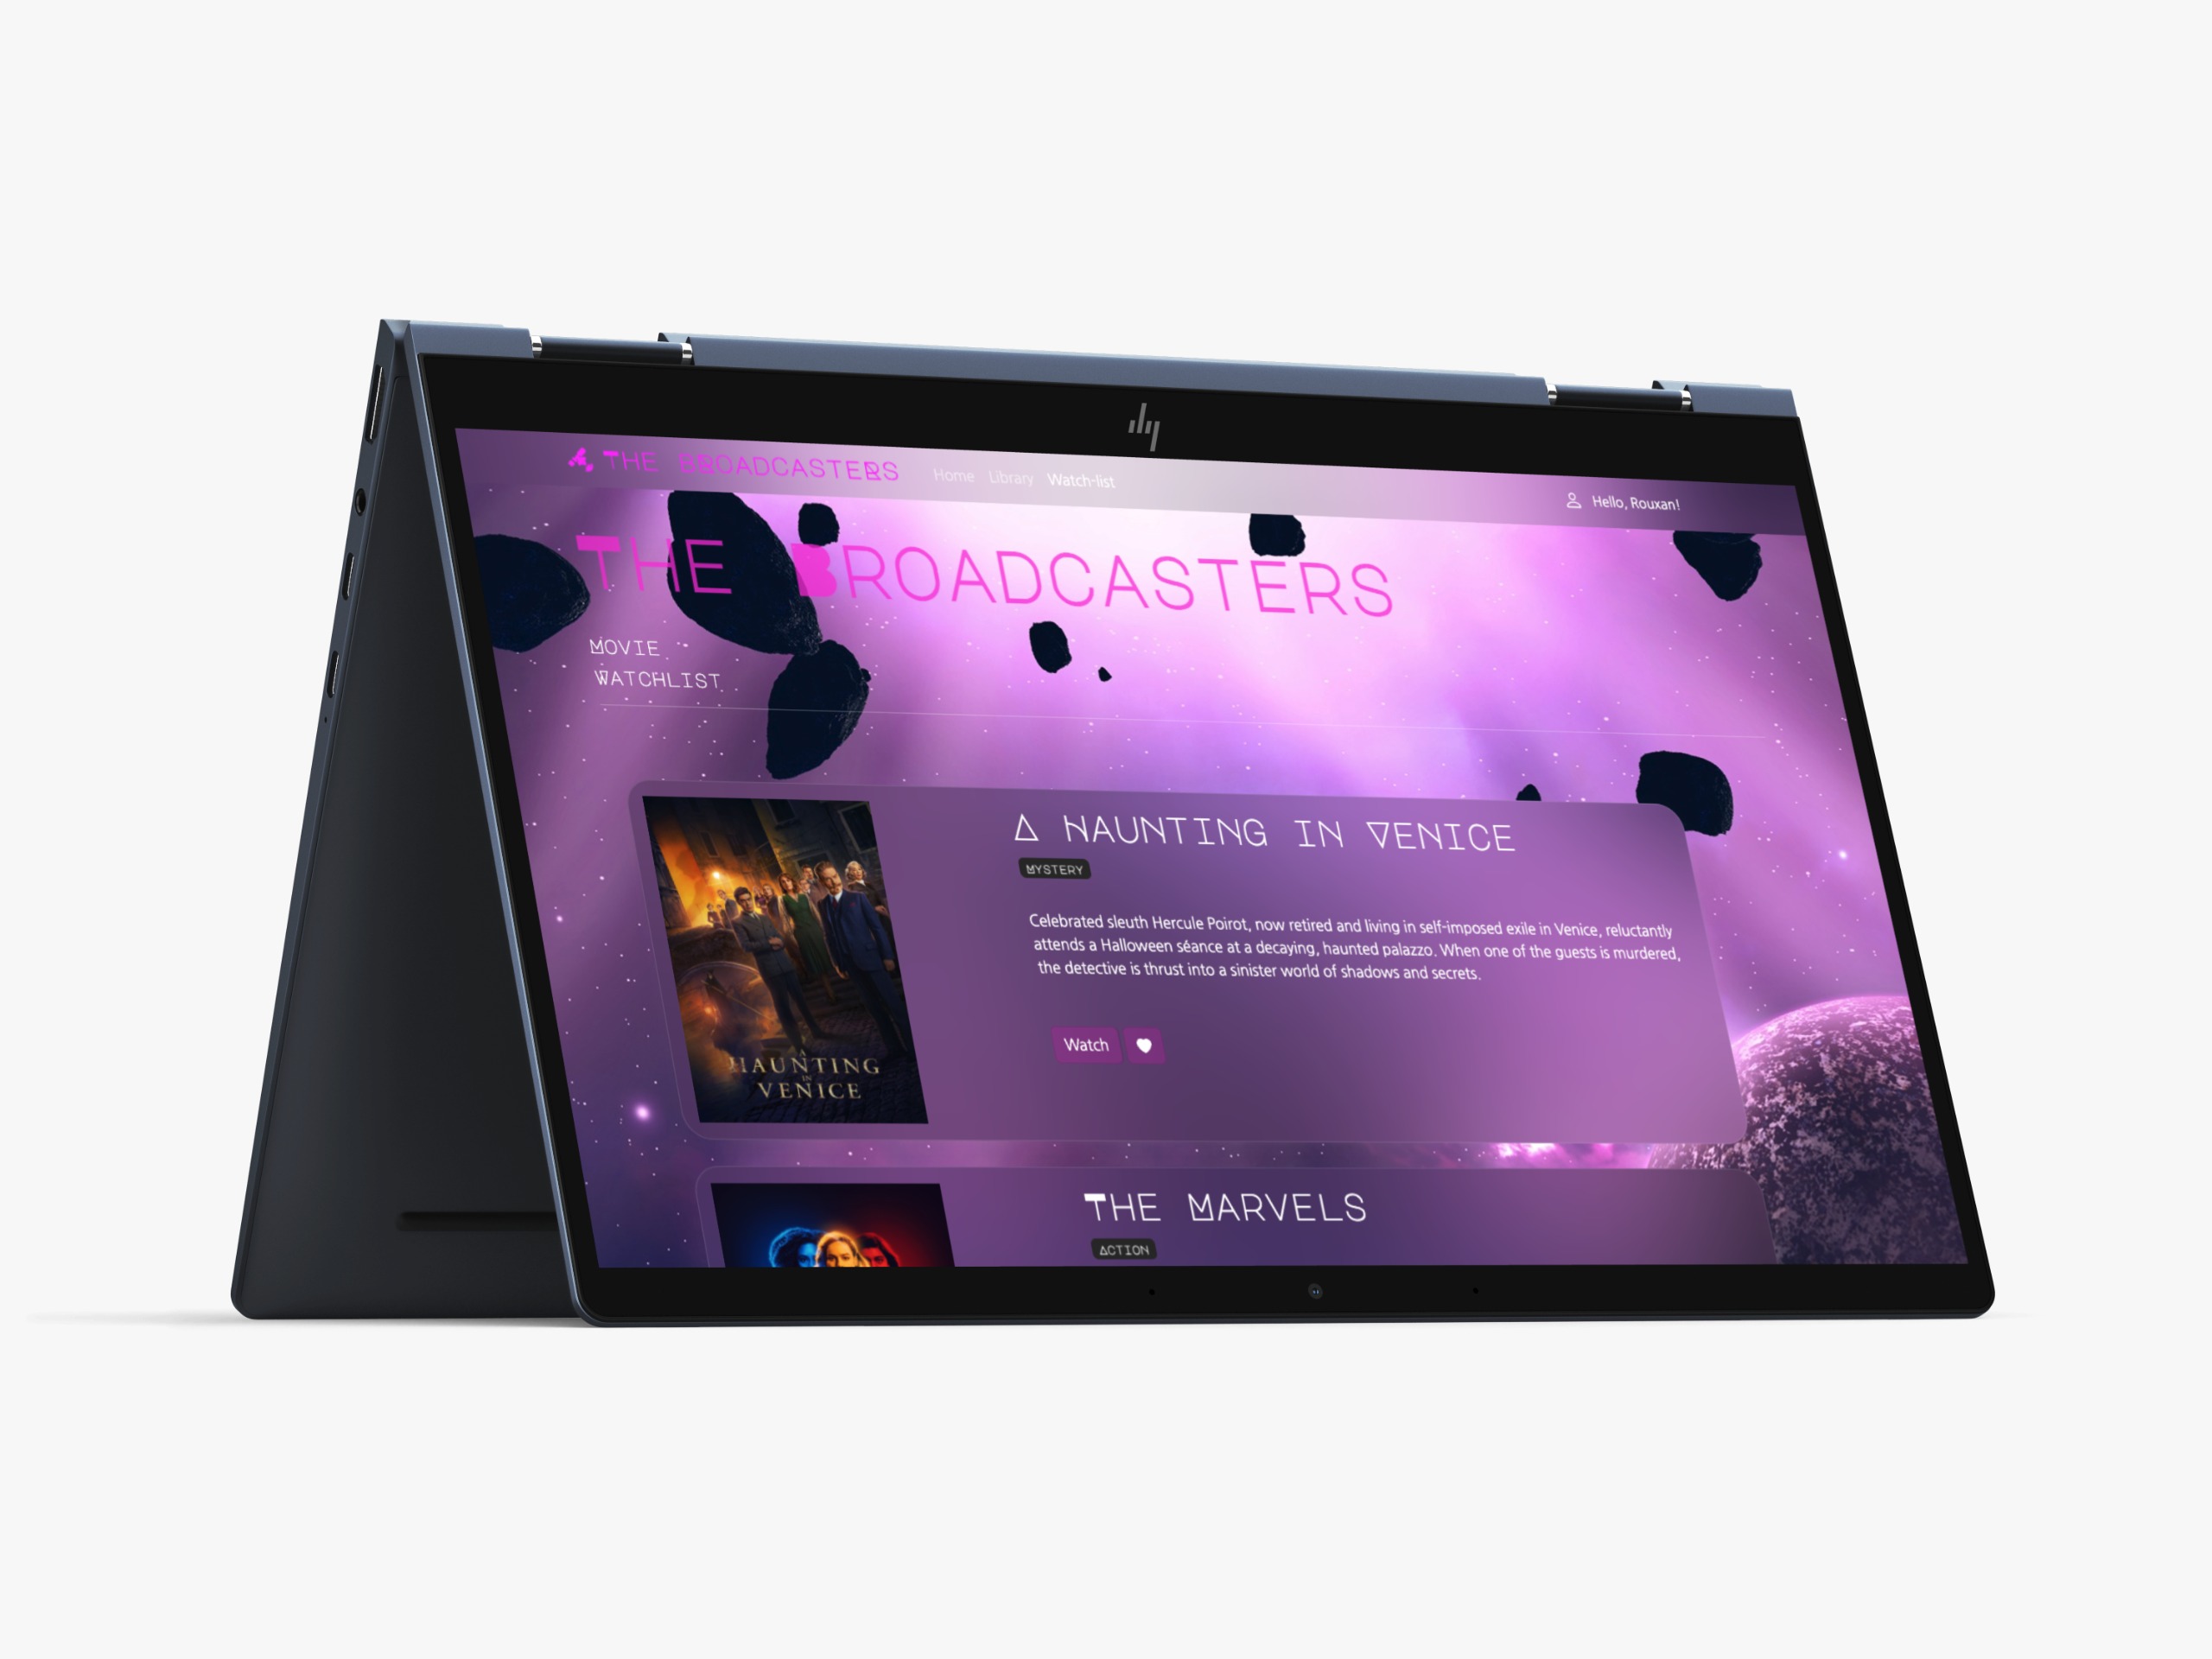 hp
THE BROADCASTERS Home Library Watch-list Hello, Rouxan!
THE BROADCASTERS
MOVIE
WATCHLIST
A HAUNTING IN VENICE
MYSTERY
Celebrated sleuth Hercule Poirot, now retired and living in self-imposed exile in Venice, reluctantly
attends a Halloween séance at a decaying, haunted palazzo. When one of the guests is murdered,
the detective is thrust into a sinister world of shadows and secrets.
Watch
A
HAUNTING
IN
VENICE
THE MARVELS
ACTION